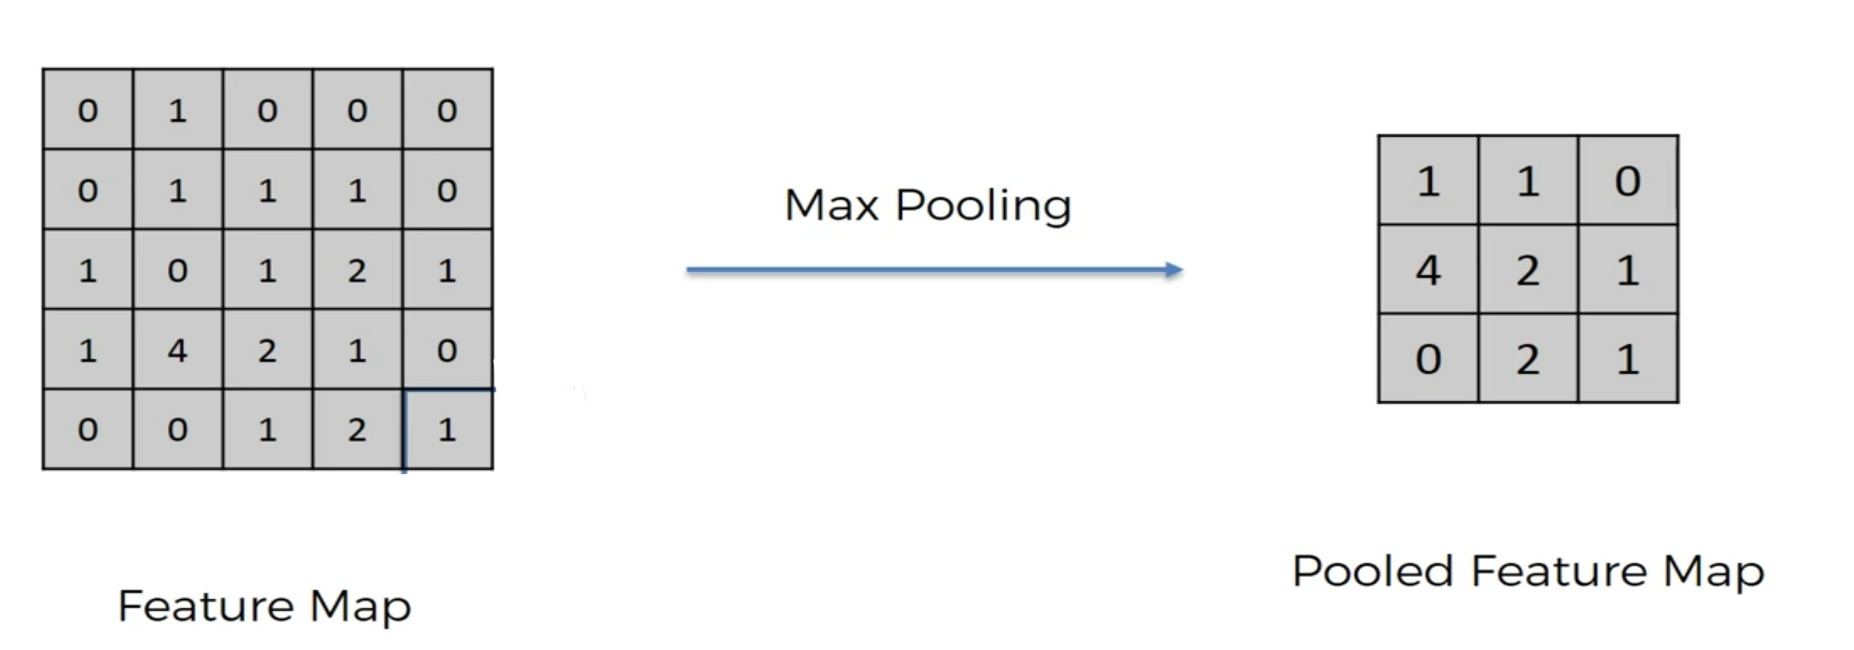 0 1 0 0 0
0 1 1 1 0
1 0 1 2 1
1 4 2 1 0
0 0 1 2 1
Feature Map
Max Pooling
1 1 0
4 2 1
0 2 1
Pooled Feature Map